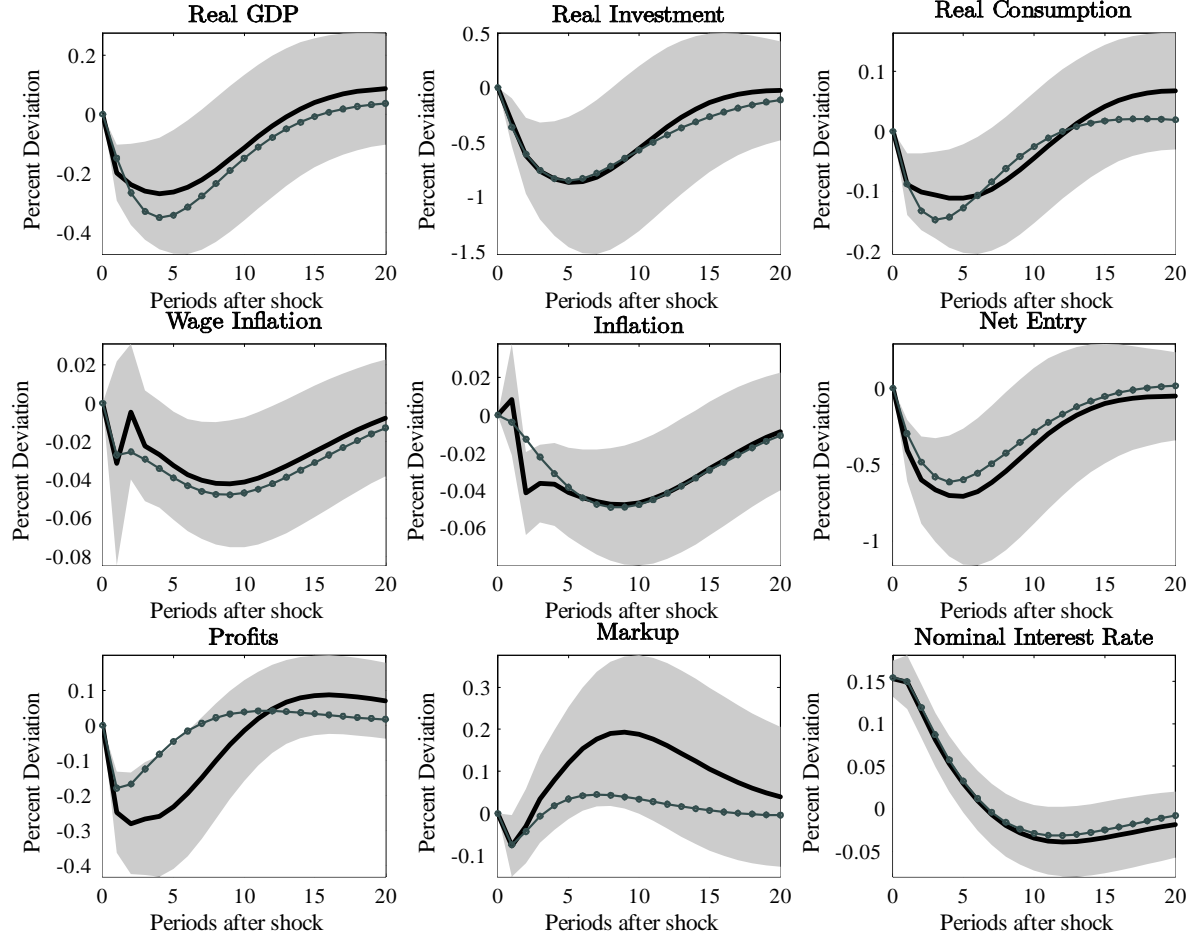 Real GDP
Percent Deviation
0.2
0
-0.2
-0.4
0 5 10 15 20
Periods after shock
Real Investment
Percent Deviation
0.5
0
-0.5
-1
-1.5
0 5 10 15 20
Periods after shock
Real Consumption
Percent Deviation
0.1
0
-0.1
-0.2
0 5 10 15 20
Periods after shock
Wage Inflation
Percent Deviation
0.02
0
-0.02
-0.04
-0.06
-0.08
0 5 10 15 20
Periods after shock
Inflation
Percent Deviation
0.02
0
-0.02
-0.04
-0.06
0 5 10 15 20
Periods after shock
Net Entry
Percent Deviation
0
-0.5
-1
0 5 10 15 20
Periods after shock
Profits
Percent Deviation
0.1
0
-0.1
-0.2
-0.3
-0.4
0 5 10 15 20
Periods after shock
Markup
Percent Deviation
0.3
0.2
0.1
0
-0.1
0 5 10 15 20
Periods after shock
Nominal Interest Rate
Percent Deviation
0.15
0.1
0.05
0
-0.05
0 5 10 15 20
Periods after shock